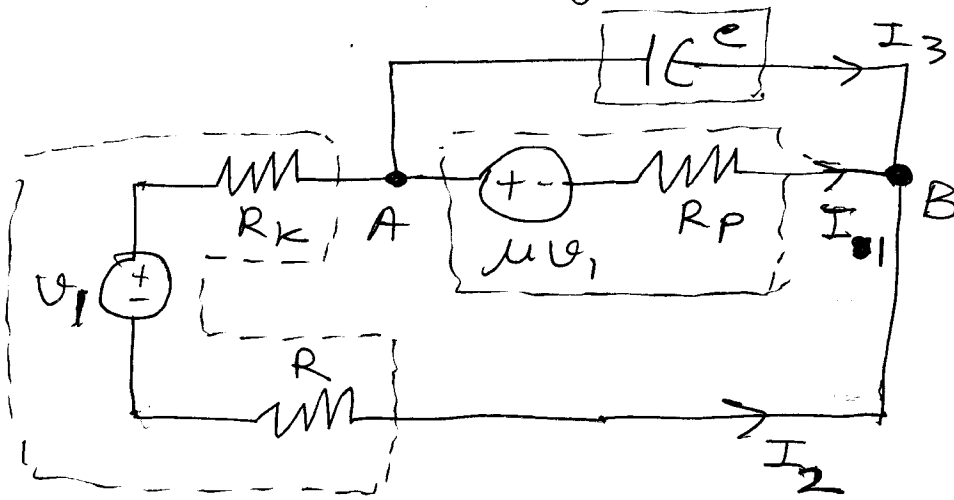 C
I3
+
-
RK
A
+ -
RP
B
I1
μv1
v1
R
I2